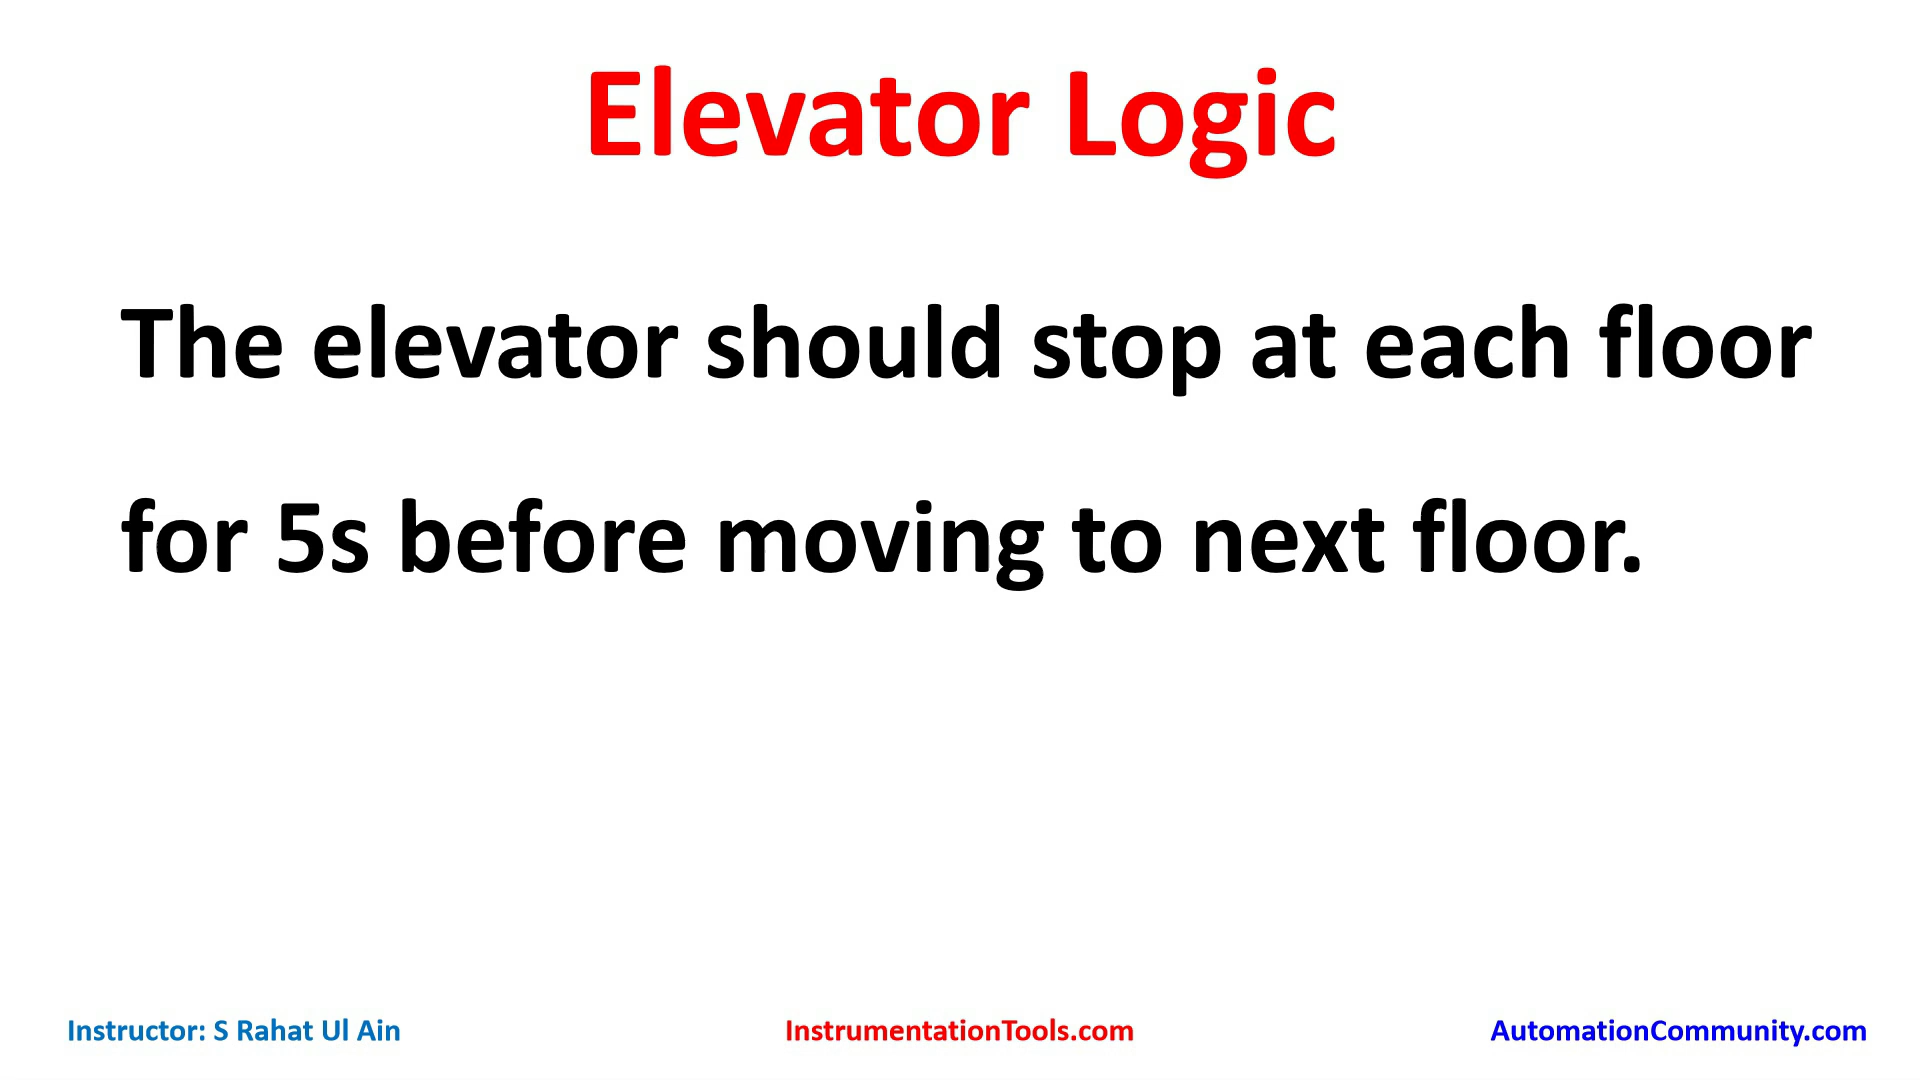 Elevator Logic
The elevator should stop at each floor
for 5s before moving to next floor.
Instructor: S Rahat Ul Ain
InstrumentationTools.com
AutomationCommunity.com